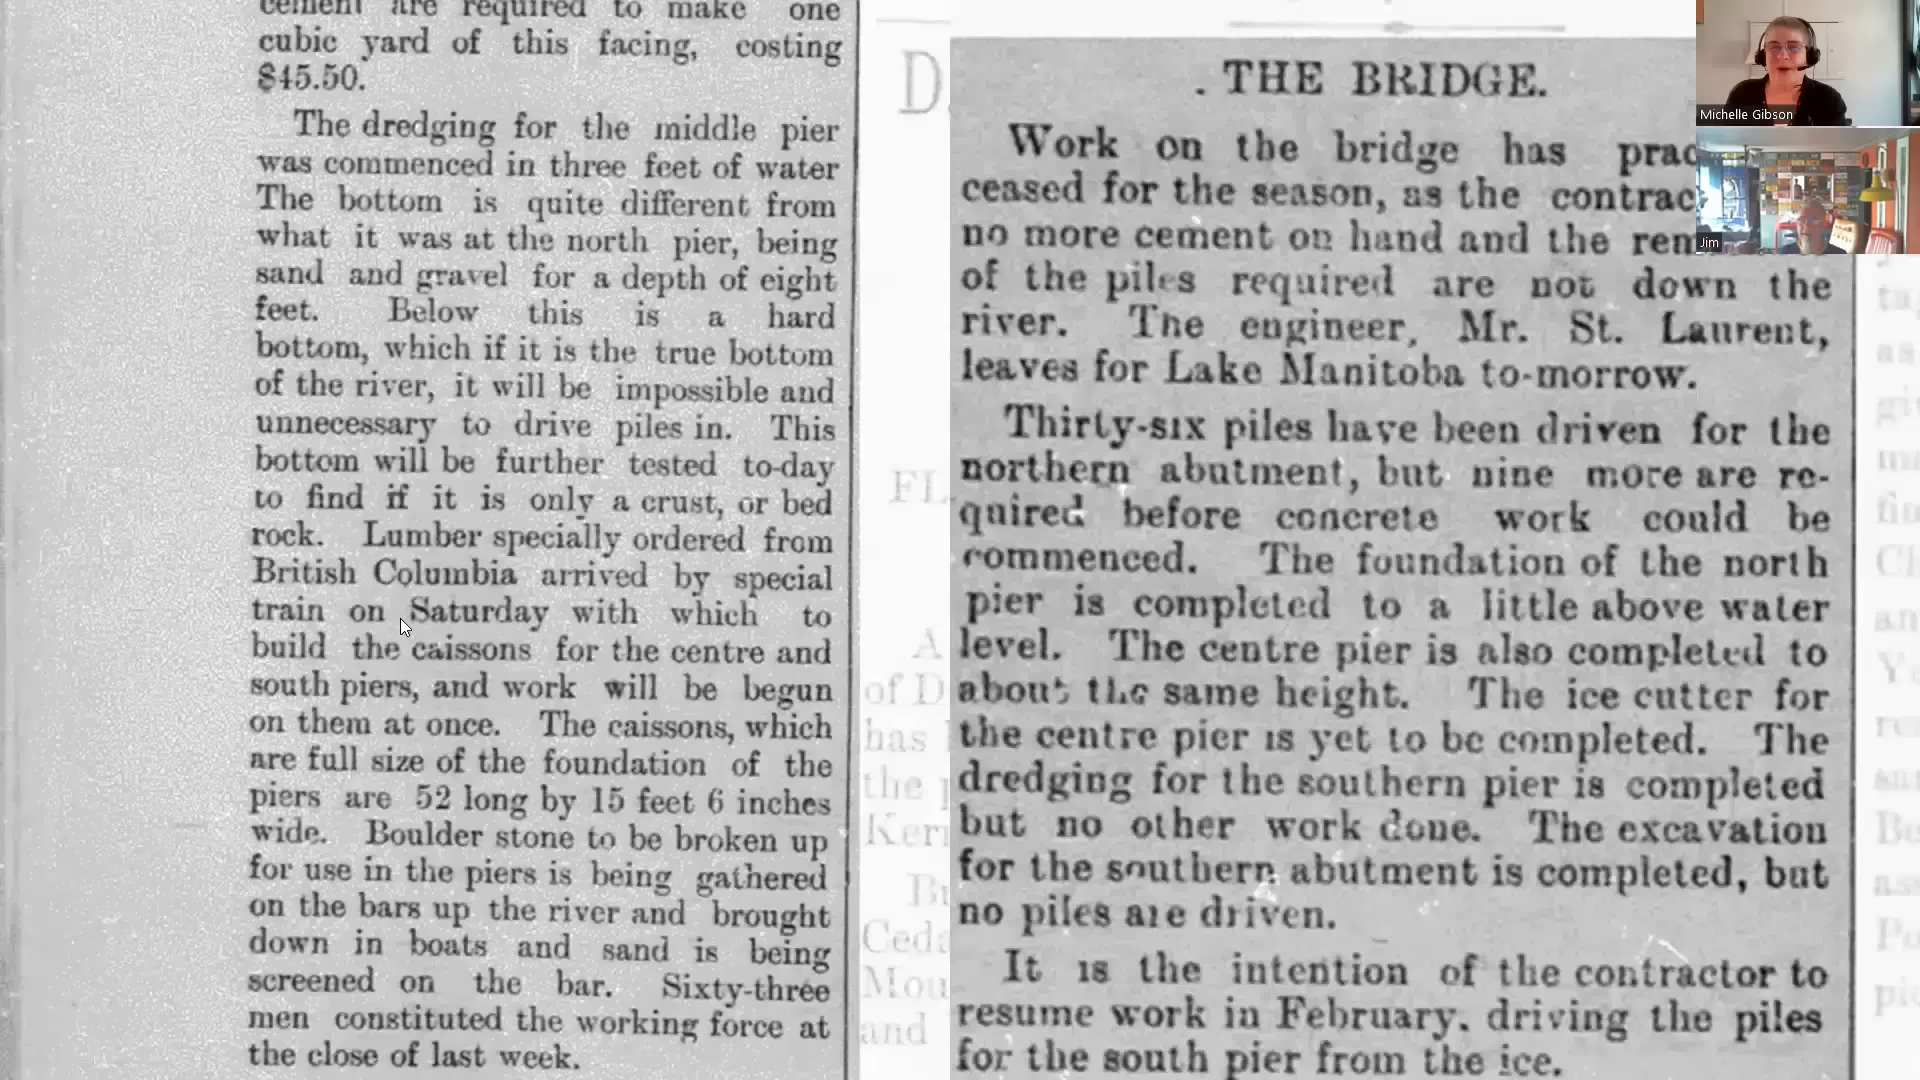 cement are required to make one
cubic yard of this facing, costing
$45.50.
The dredging for the middle pier
was commenced in three feet of water
The bottom is quite different from
what it was at the north pier, being
sand and gravel for a depth of eight
feet. Below this is a hard
bottom, which if it is the true bottom
of the river, it will be impossible and
unnecessary to drive piles in. This
bottom will be further tested to-day
to find if it is only a crust, or bed
rock. Lumber specially ordered from
British Columbia arrived by special
train on Saturday with which to
build the caissons for the centre and
south piers, and work will be begun
on them at once. The caissons, which
are full size of the foundation of the
piers are 52 long by 15 feet 6 inches
wide. Boulder stone to be broken up
for use in the piers is being gathered
on the bars up the river and brought
down in boats and sand is being
screened on the bar. Sixty-three
men constituted the working force at
the close of last week.
. THE BRIDGE.
Work on the bridge has prac
ceased for the season, as the contrac
no more cement on hand and the rem
of the piles required are not down the
river. The engineer, Mr. St. Laurent,
leaves for Lake Manitoba to-morrow.
Thirty-six piles have been driven for the
northern abutment, but nine more are re-
quired before concrete work could be
commenced. The foundation of the north
pier is completed to a little above water
level. The centre pier is also completed to
about the same height. The ice cutter for
the centre pier is yet to be completed. The
dredging for the southern pier is completed
but no other work done. The excavation
for the southern abutment is completed, but
no piles are driven.
It is the intention of the contractor to
resume work in February. driving the piles
for the south pier from the ice.
D
FL
A
of D
has
the
Kerr
Ceda
Mou
and
Michelle Gibson
Jim